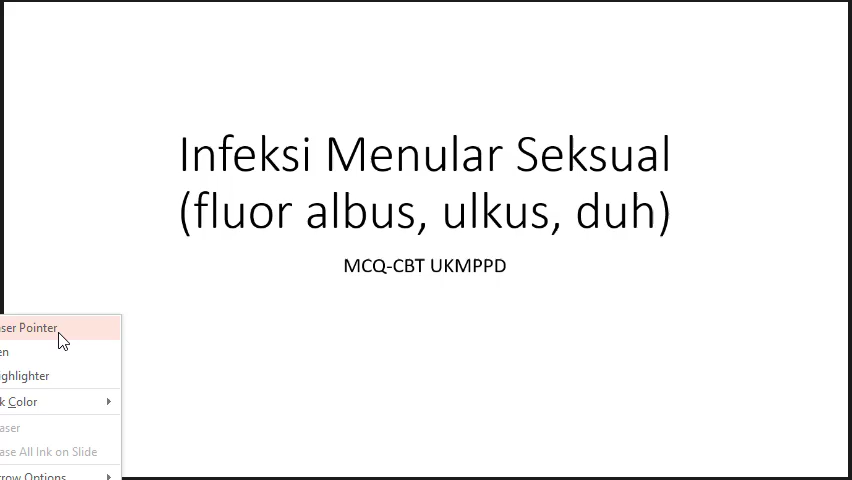 Infeksi Menular Seksual
(fluor albus, ulkus, duh)
MCQ-CBT UKMPPD
ser Pointer
en
ghlighter
k Color
aser
ase All Ink on Slide
rrow Options